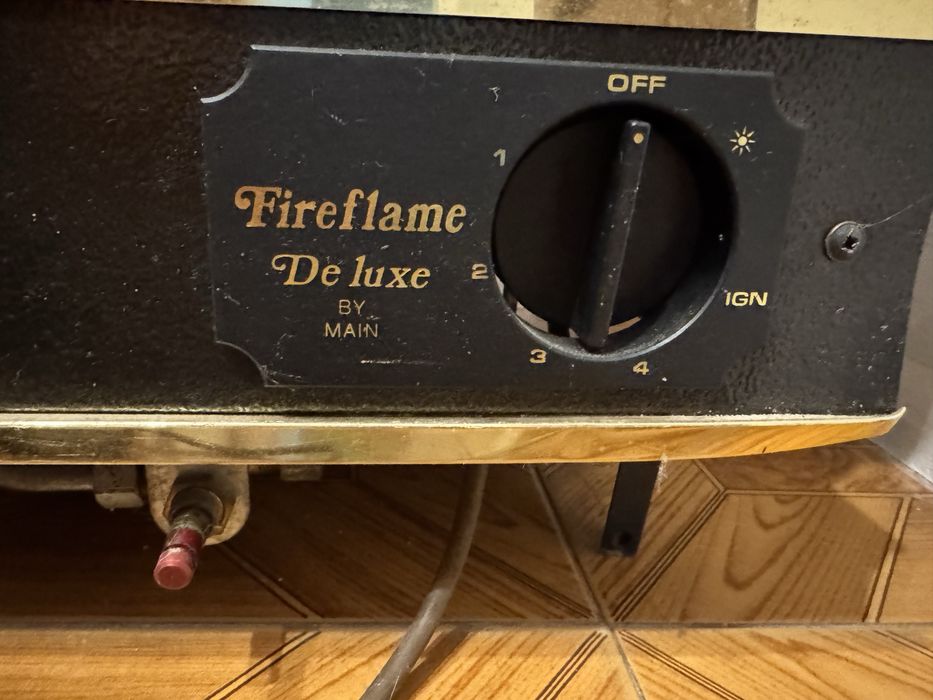 OFF
1
Fireflame
De luxe
2
IGN
BY
MAIN
3
4